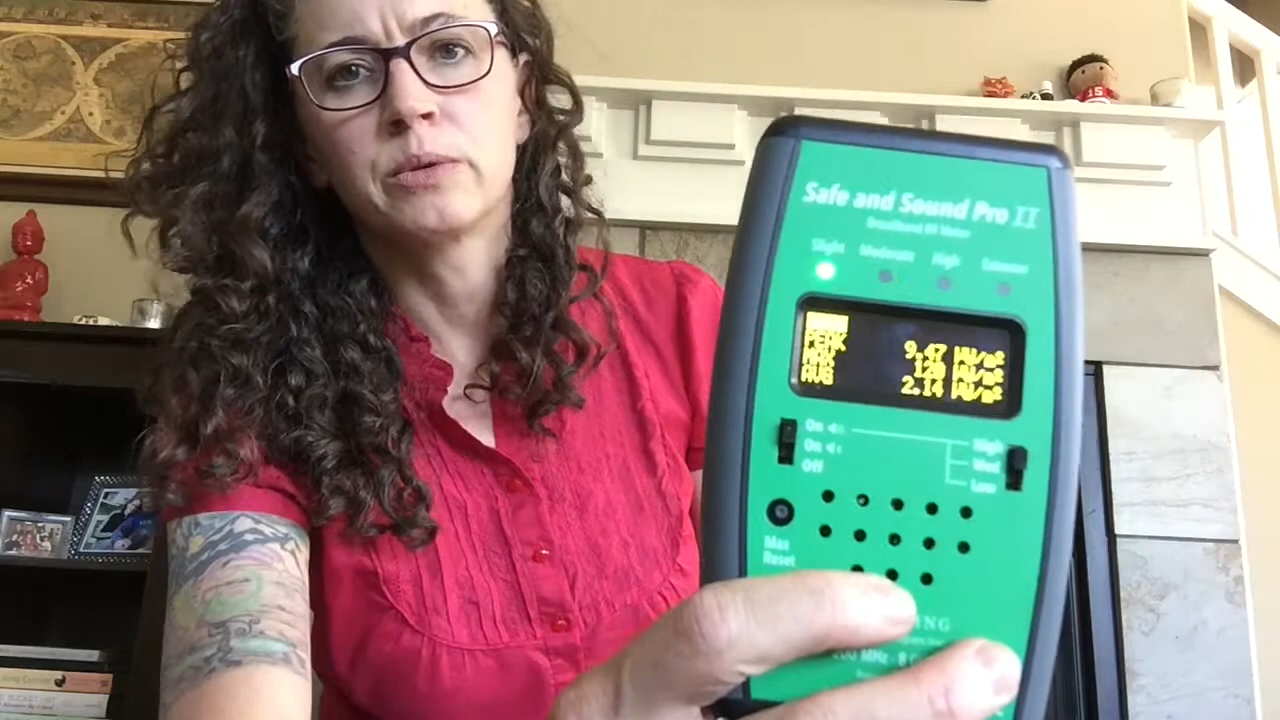 Safe and Sound Pro II
Broadband RF Meter
Slight Moderate High Extreme
PEAK 9.47 µW/m²
MAX 120 µW/m²
AVG 2.14 µW/m²
On
On
Off
High
Med
Low
Max
Reset
15